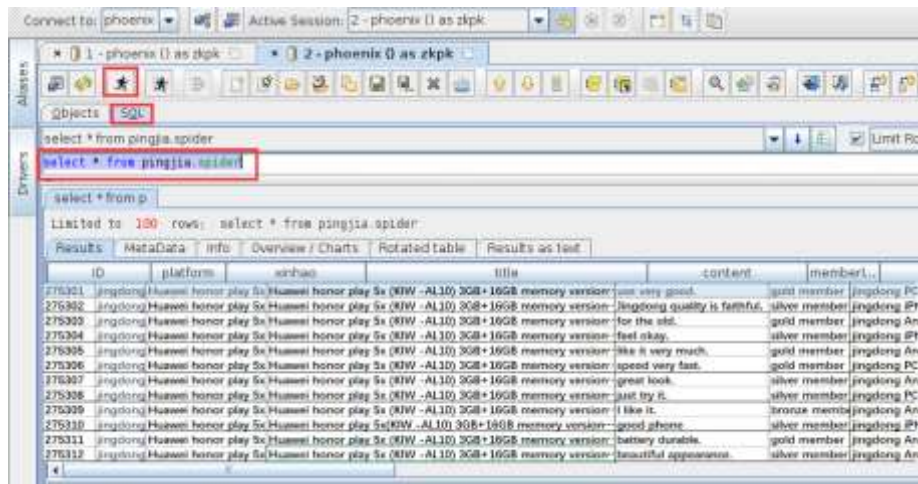 Connect to: phoenix Active Session: 2 - phoenix () as zkpk
1 - phoenix () as zkpk 2 - phoenix () as zkpk
Aliases
Drivers
Objects SQL
select * from pingjia.spider Limit Ro
select * from pingjia.spider
select * from p
Limited to 100 rows; select * from pingjia.spider
Results MetaData Info Overview / Charts Rotated table Results as text
ID platform xinhao title content memberl...
275301 jingdong Huawei honor play 5x Huawei honor play 5x (KIW -AL10) 3GB+16GB memory version use very good. gold member jingdong PC
275302 jingdong Huawei honor play 5x Huawei honor play 5x (KIW -AL10) 3GB+16GB memory version Jingdong quality is faithful. silver member jingdong iP
275303 jingdong Huawei honor play 5x Huawei honor play 5x (KIW -AL10) 3GB+16GB memory version for the old. gold member jingdong An
275304 jingdong Huawei honor play 5x Huawei honor play 5x (KIW -AL10) 3GB+16GB memory version feel okay. silver member jingdong iPh
275305 jingdong Huawei honor play 5x Huawei honor play 5x (KIW -AL10) 3GB+16GB memory version like it very much. gold member jingdong An
275306 jingdong Huawei honor play 5x Huawei honor play 5x (KIW -AL10) 3GB+16GB memory version speed very fast. gold member jingdong PC
275307 jingdong Huawei honor play 5x Huawei honor play 5x (KIW -AL10) 3GB+16GB memory version great look. silver member jingdong An
275308 jingdong Huawei honor play 5x Huawei honor play 5x (KIW -AL10) 3GB+16GB memory version just try it. silver member jingdong PC
275309 jingdong Huawei honor play 5x Huawei honor play 5x (KIW -AL10) 3GB+16GB memory version I like it. bronze membe jingdong An
275310 jingdong Huawei honor play 5x Huawei honor play 5x(KIW -AL10) 3GB+16GB memory version good phone silver member jingdong iPh
275311 jingdong Huawei honor play 5x Huawei honor play 5x (KIW -AL10) 3GB+16GB memory version battery durable. gold member jingdong An
275312 jingdong Huawei honor play 5x Huawei honor play 5x (KIW -AL10) 3GB+16GB memory version beautiful appearance. silver member jingdong An